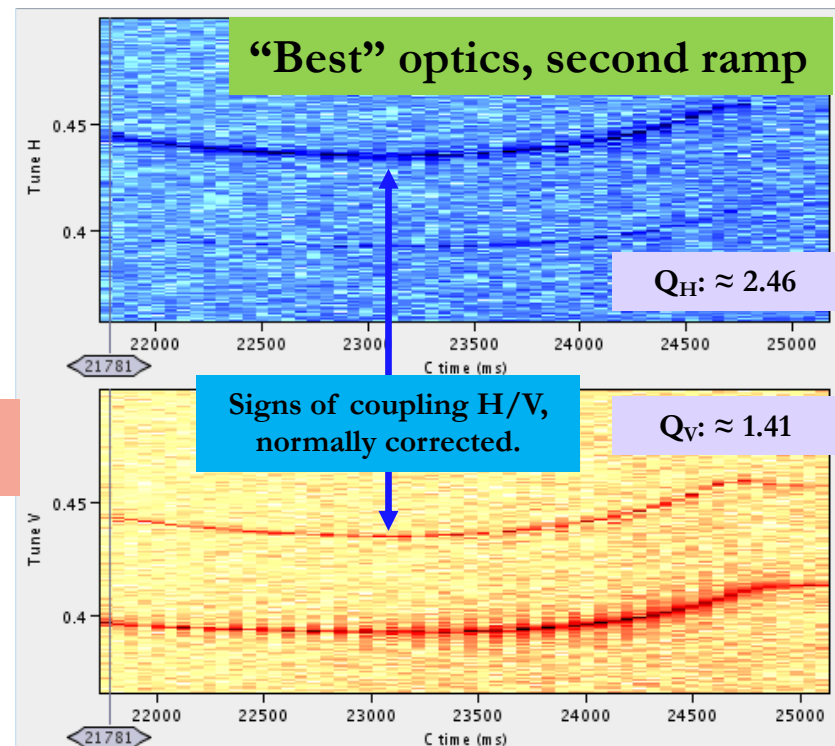 “Best” optics, second ramp
0.45
Tune H
0.4
Q_H: ≈ 2.46
22000 22500 23000 23500 24000 24500 25000
21781
C time (ms)
Signs of coupling H/V,
normally corrected.
Q_V: ≈ 1.41
0.45
Tune V
0.4
22000 22500 23000 23500 24000 24500 25000
21781
C time (ms)